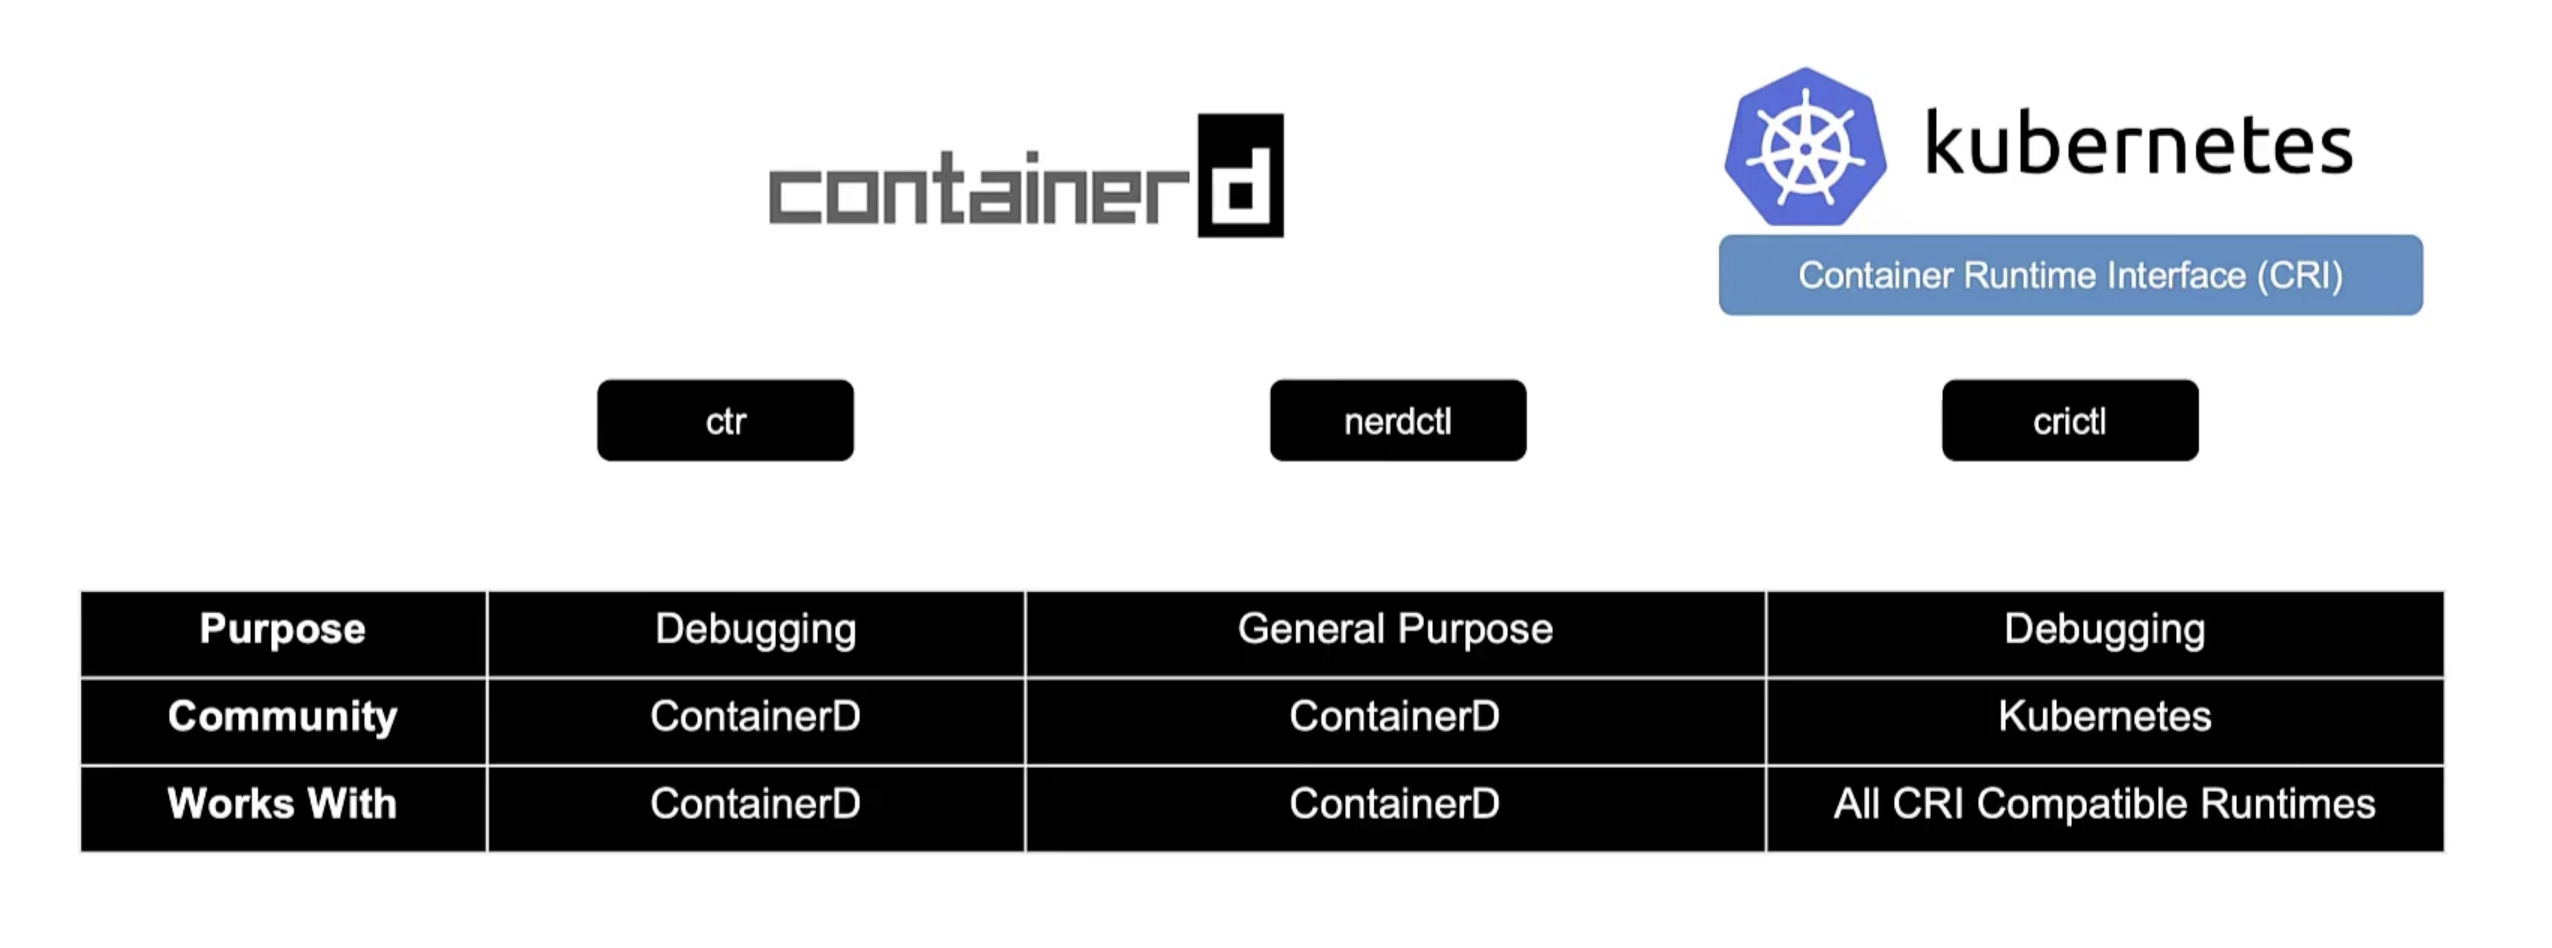 containerd
kubernetes
Container Runtime Interface (CRI)
ctr
nerdctl
crictl
Purpose Debugging General Purpose Debugging
Community ContainerD ContainerD Kubernetes
Works With ContainerD ContainerD All CRI Compatible Runtimes